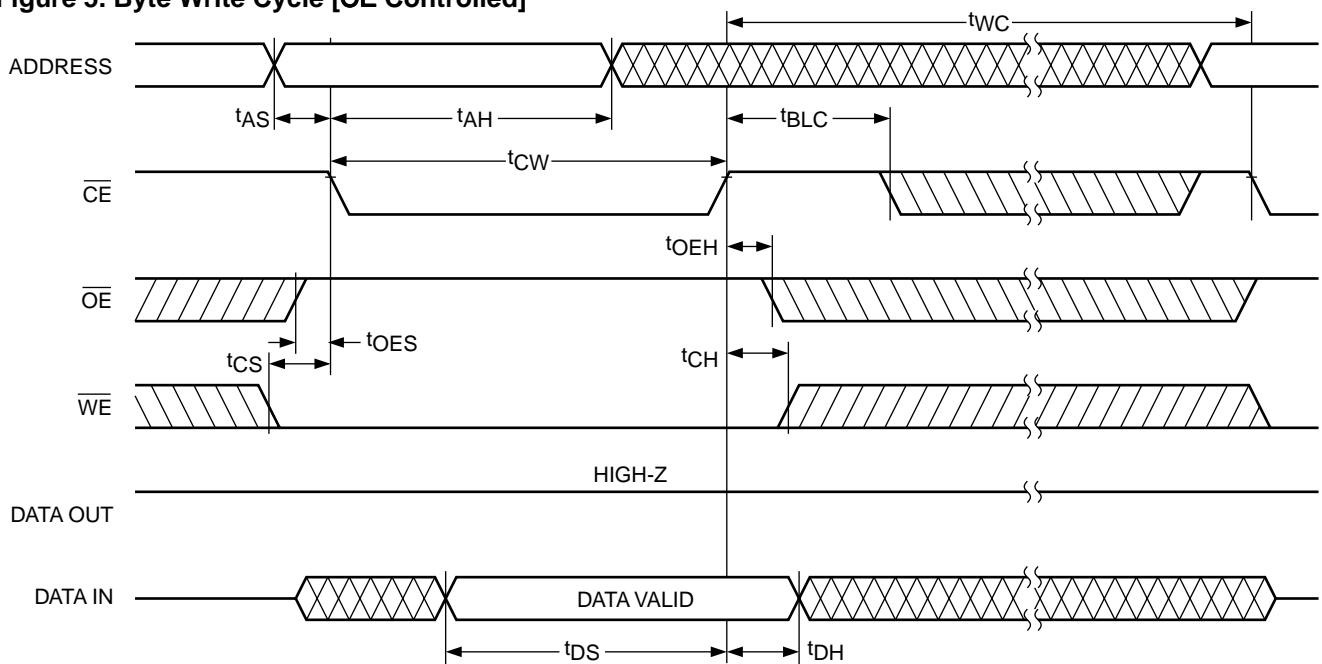 Figure 5. Byte Write Cycle [CE Controlled]
tWC
ADDRESS
tAS
tAH
tBLC
tCW
CE
tOEH
OE
tOES
tCS
tCH
WE
HIGH-Z
DATA OUT
DATA IN
DATA VALID
tDS
tDH